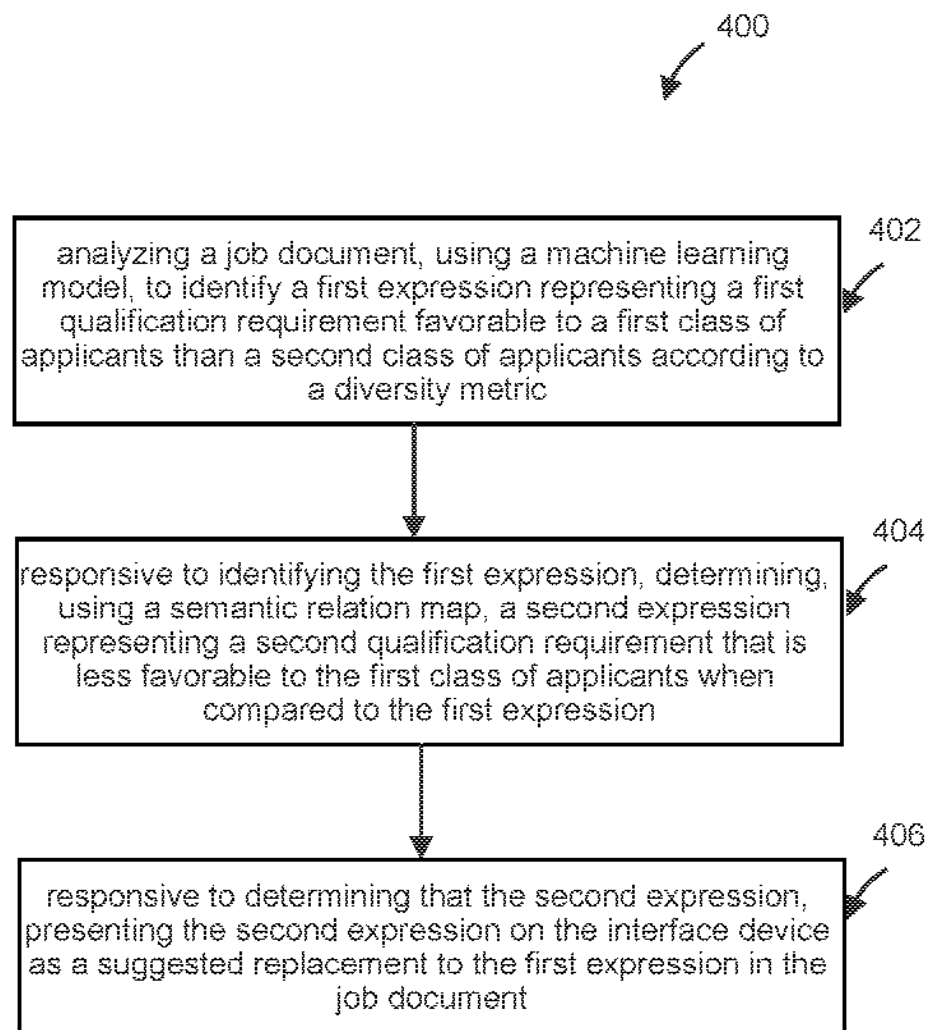 400
402
analyzing a job document, using a machine learning
model, to identify a first expression representing a first
qualification requirement favorable to a first class of
applicants than a second class of applicants according to
a diversity metric
404
responsive to identifying the first expression, determining,
using a semantic relation map, a second expression
representing a second qualification requirement that is
less favorable to the first class of applicants when
compared to the first expression
406
responsive to determining that the second expression,
presenting the second expression on the interface device
as a suggested replacement to the first expression in the
job document